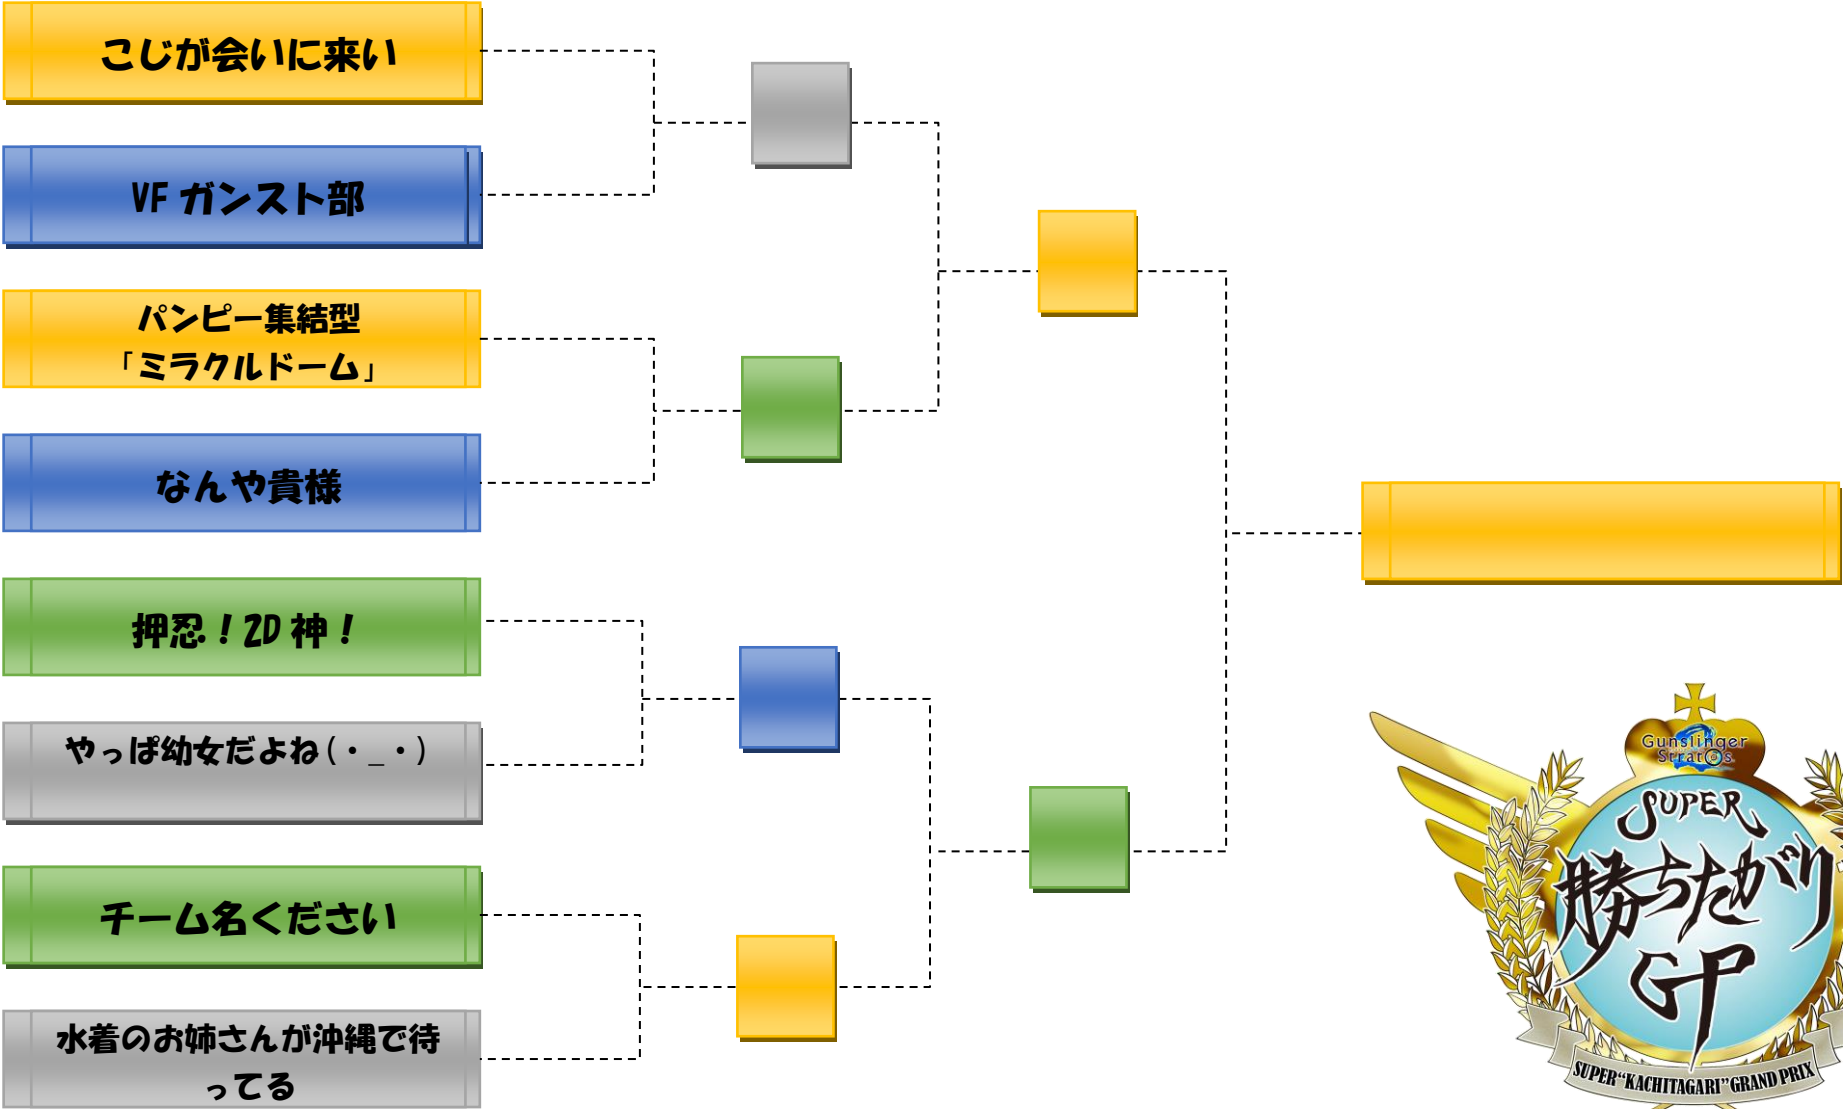 こじが会いに来い
VF ガンスト部
パンピー集結型
「ミラクルドーム」
なんや貴様
押忍！2D 神！
やっぱ幼女だよね(・_・)
チーム名ください
水着のお姉さんが沖縄で待
ってる
Gunslinger
Stratos
SUPER
勝ちたがり
GP
SUPER“KACHITAGARI”GRAND PRIX